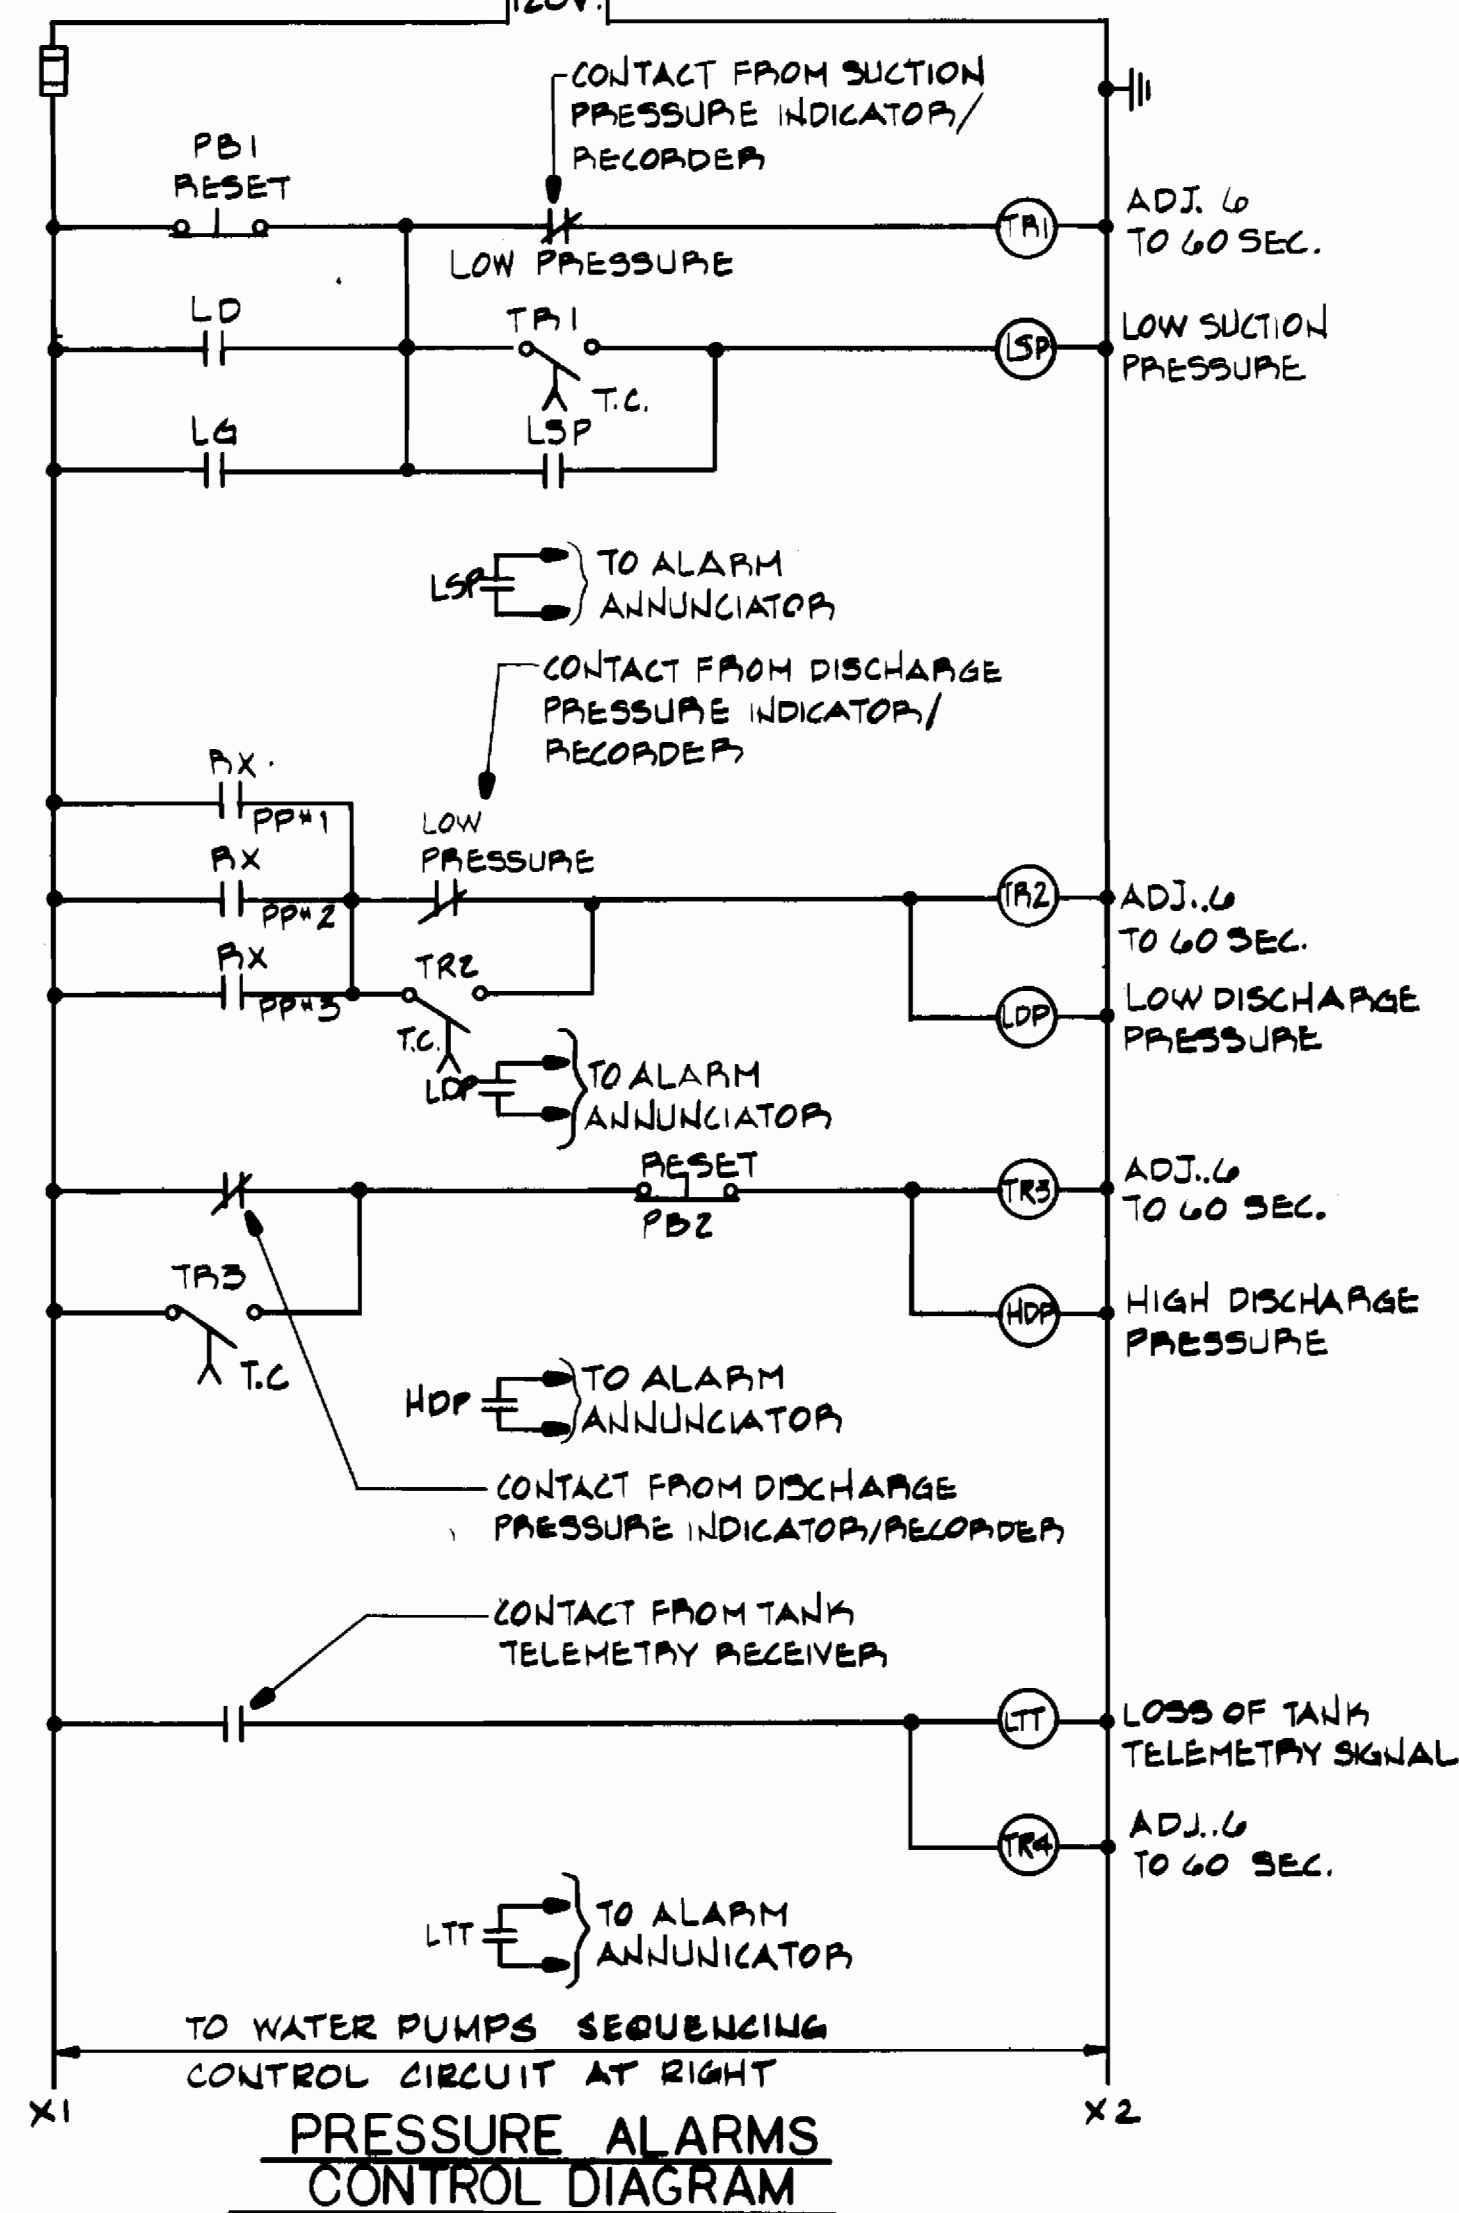 120V.
CONTACT FROM SUCTION
PRESSURE INDICATOR/
RECORDER
PB1
RESET
LOW PRESSURE
TR1
ADJ. 6
TO 60 SEC.
LD
TR1
T.C.
LSP
LOW SUCTION
PRESSURE
LG
LSP
LSP
TO ALARM
ANNUNCIATOR
CONTACT FROM DISCHARGE
PRESSURE INDICATOR/
RECORDER
RX
PP#1
LOW
PRESSURE
RX
PP#2
TR2
ADJ. 6
TO 60 SEC.
RX
PP#3
TR2
T.C.
LDP
LOW DISCHARGE
PRESSURE
LDP
TO ALARM
ANNUNCIATOR
RESET
PB2
TR3
ADJ. 6
TO 60 SEC.
TR3
T.C
HDP
HIGH DISCHARGE
PRESSURE
HDP
TO ALARM
ANNUNCIATOR
CONTACT FROM DISCHARGE
PRESSURE INDICATOR/RECORDER
CONTACT FROM TANK
TELEMETRY RECEIVER
LTT
LOSS OF TANK
TELEMETRY SIGNAL
TR4
ADJ. 6
TO 60 SEC.
LTT
TO ALARM
ANNUNICATOR
TO WATER PUMPS SEQUENCING
CONTROL CIRCUIT AT RIGHT
X1
X2
PRESSURE ALARMS
CONTROL DIAGRAM